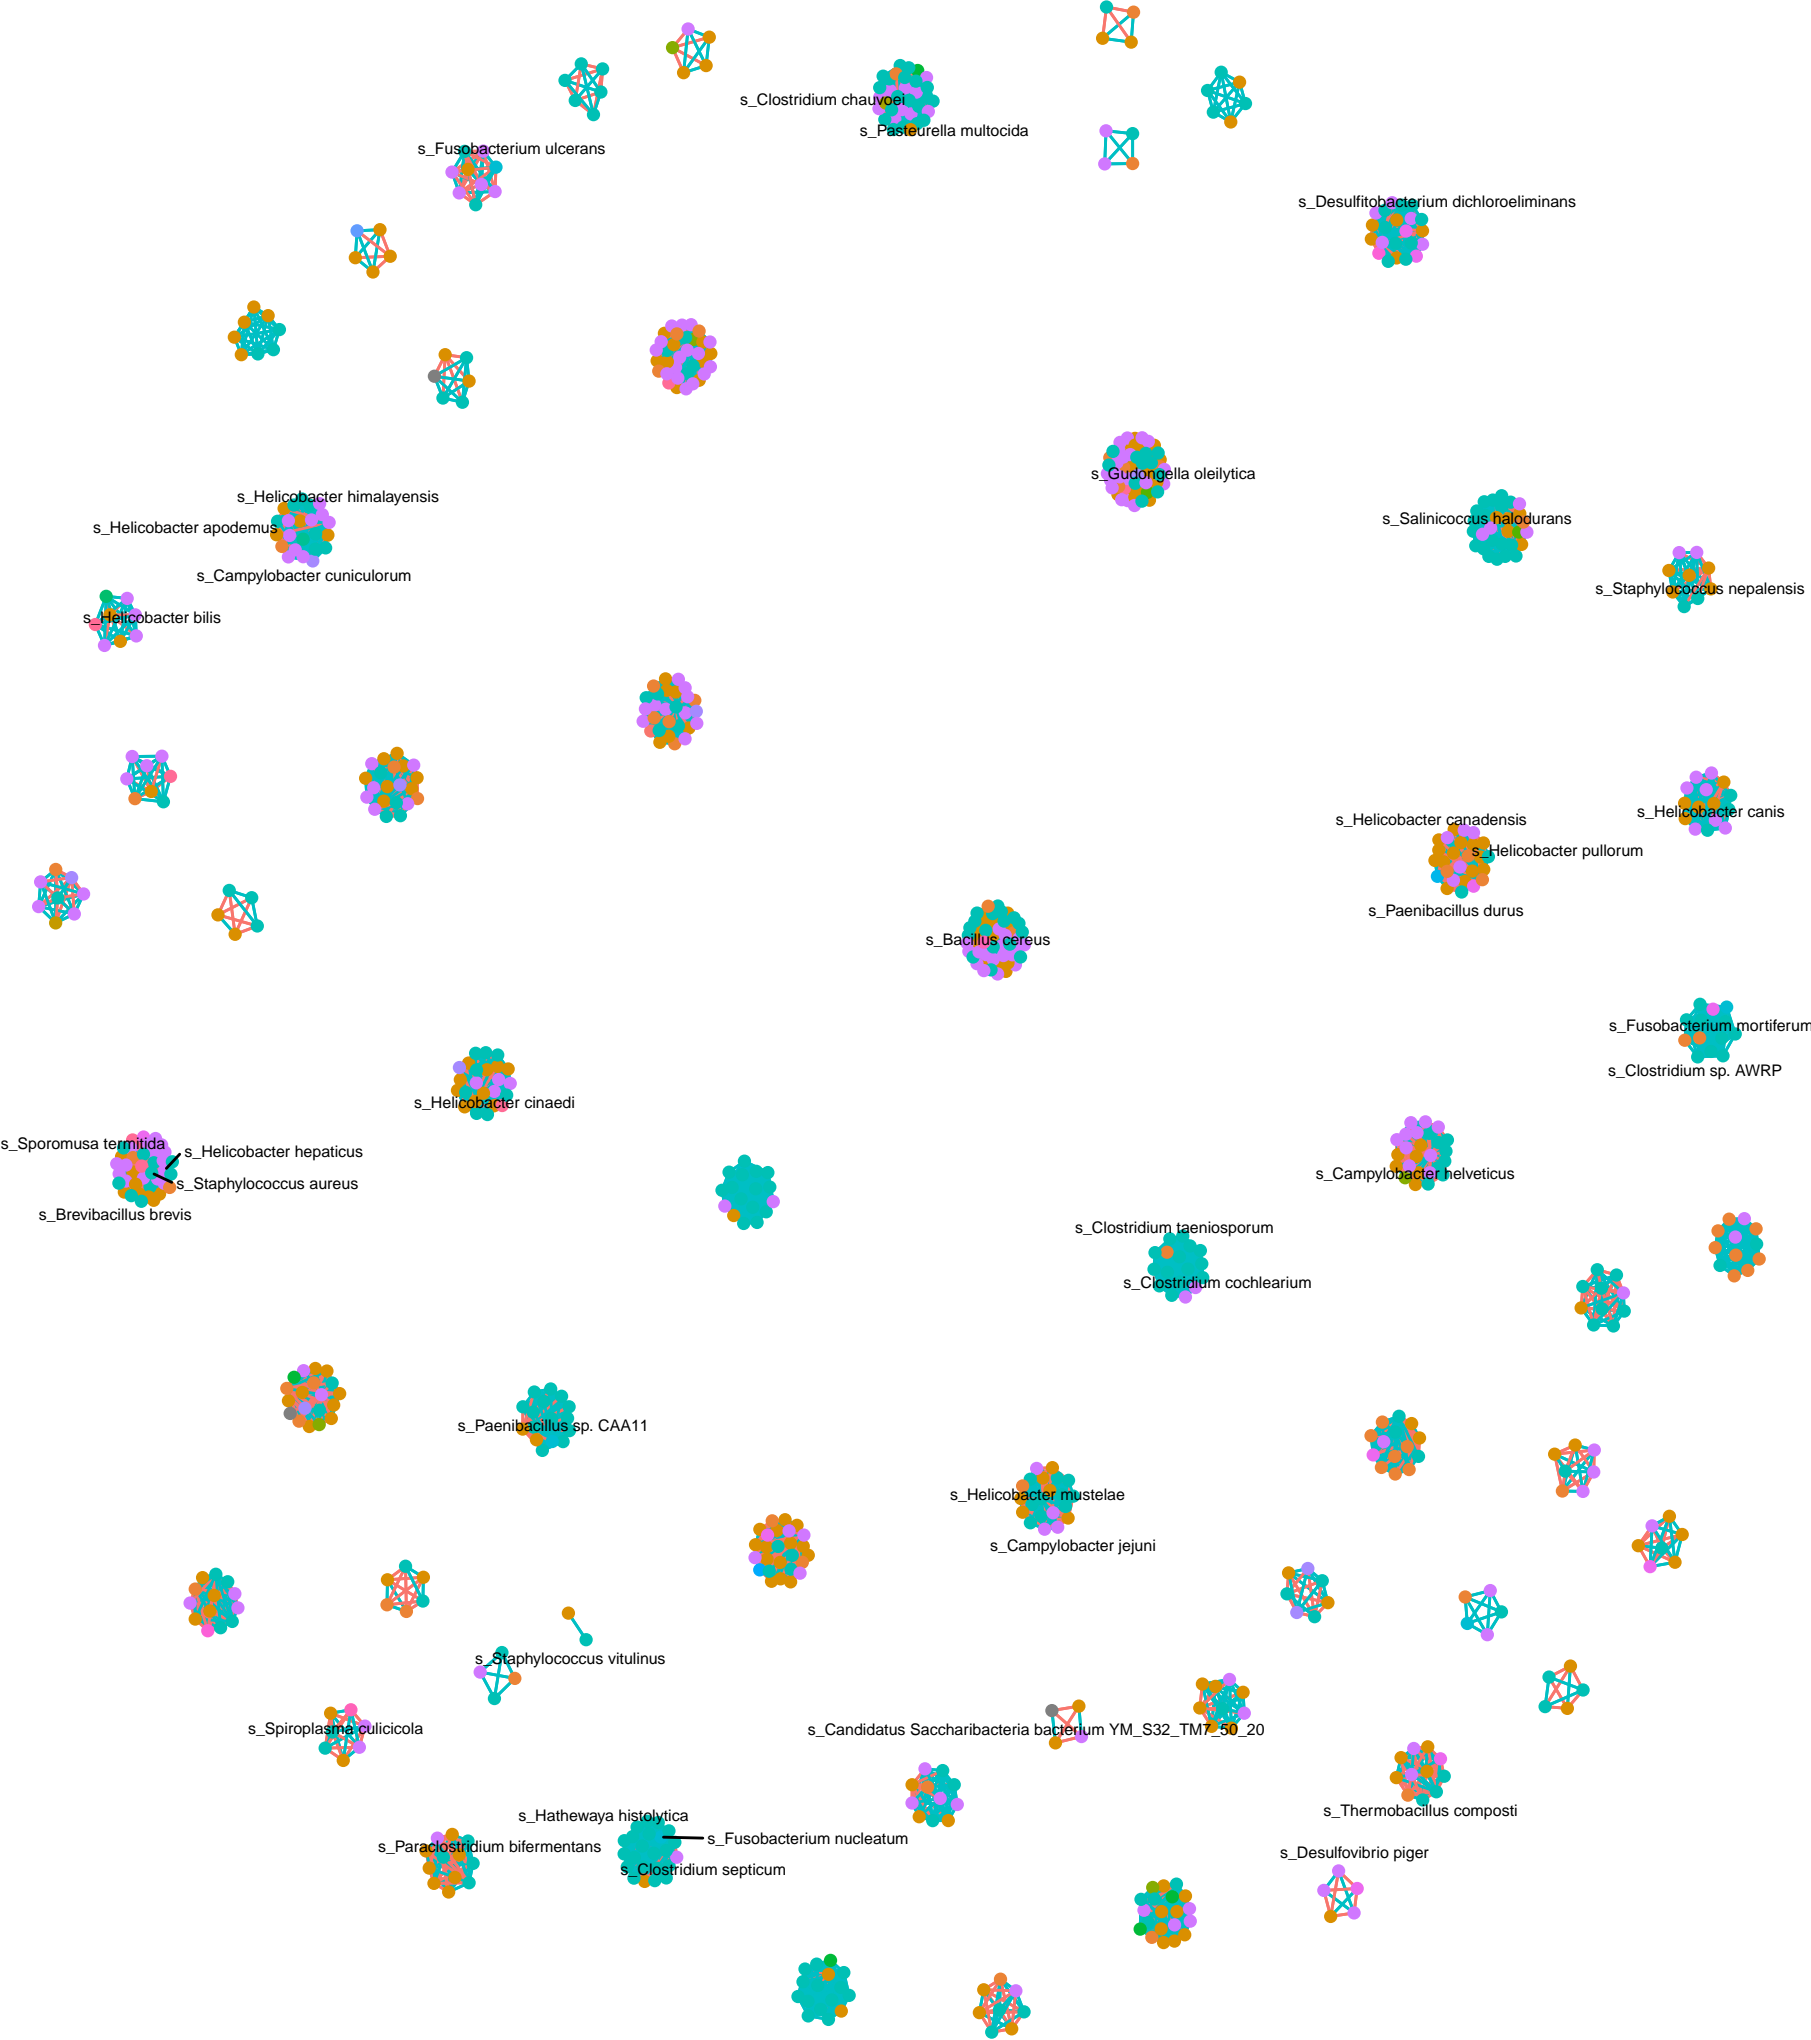 s_Clostridium chauvoei
s_Pasteurella multocida
s_Fusobacterium ulcerans
s_Desulfitobacterium dichloroeliminans
s_Gudongella oleilytica
s_Helicobacter himalayensis
s_Helicobacter apodemus
s_Salinicoccus halodurans
s_Campylobacter cuniculorum
s_Staphylococcus nepalensis
s_Helicobacter bilis
s_Helicobacter canis
s_Helicobacter canadensis
s_Helicobacter pullorum
s_Paenibacillus durus
s_Bacillus cereus
s_Fusobacterium mortiferum
s_Clostridium sp. AWRP
s_Helicobacter cinaedi
s_Sporomusa termitida
s_Helicobacter hepaticus
s_Campylobacter helveticus
s_Staphylococcus aureus
s_Brevibacillus brevis
s_Clostridium taeniosporum
s_Clostridium cochlearium
s_Paenibacillus sp. CAA11
s_Helicobacter mustelae
s_Campylobacter jejuni
s_Staphylococcus vitulinus
s_Spiroplasma culicicola
s_Candidatus Saccharibacteria bacterium YM_S32_TM7_50_20
s_Thermobacillus composti
s_Hathewaya histolytica
s_Fusobacterium nucleatum
s_Paraclostridium bifermentans
s_Desulfovibrio piger
s_Clostridium septicum